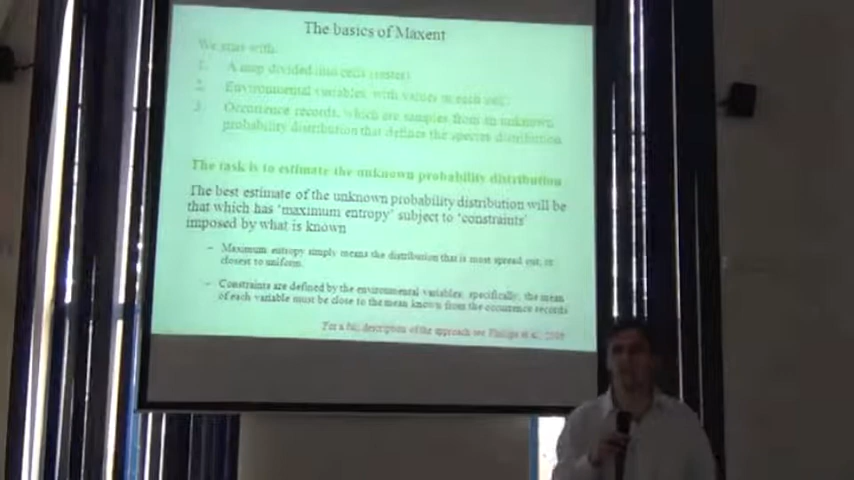 The basics of Maxent
We start with:
1. A map divided into cells (raster)
2. Environmental variables, with values in each cell
3. Occurrence records, which are samples from an unknown
probability distribution that defines the species distribution
The task is to estimate the unknown probability distribution
The best estimate of the unknown probability distribution will be
that which has 'maximum entropy' subject to 'constraints'
imposed by what is known
– Maximum entropy simply means the distribution that is most spread out, or
closest to uniform.
– Constraints are defined by the environmental variables: specifically, the mean
of each variable must be close to the mean known from the occurrence records
For a full description of the approach see Phillips et al.,